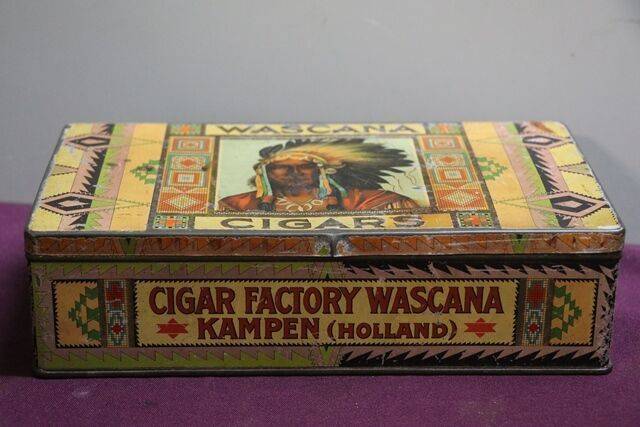 WASCANA
CIGARS
CIGAR FACTORY WASCANA
KAMPEN (HOLLAND)